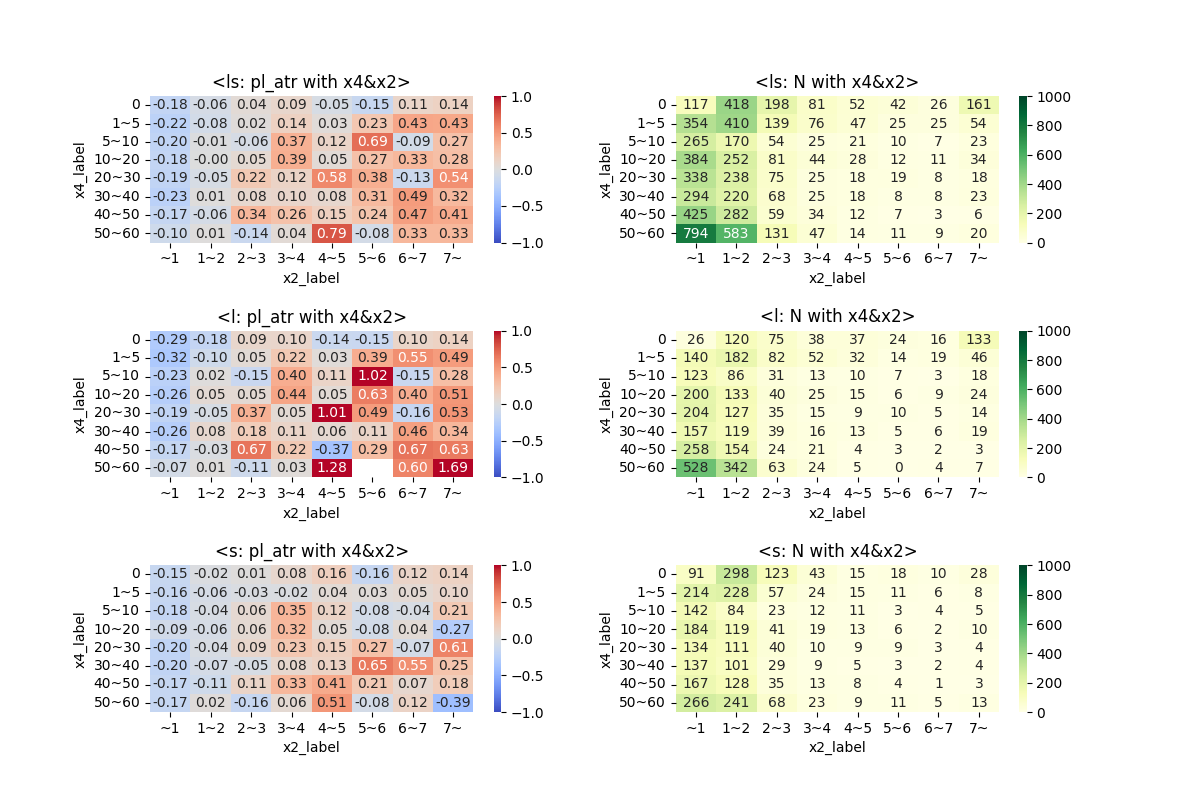 <ls: pl_atr with x4&x2> <ls: N with x4&x2>
0 -0.18 -0.06 0.04 0.09 -0.05 -0.15 0.11 0.14 1.0 0 117 418 198 81 52 42 26 161 1000
1~5 -0.22 -0.08 0.02 0.14 0.03 0.23 0.43 0.43 1~5 354 410 139 76 47 25 25 54
5~10 -0.20 -0.01 -0.06 0.37 0.12 0.69 -0.09 0.27 0.5 5~10 265 170 54 25 21 10 7 23 800
10~20 -0.18 -0.00 0.05 0.39 0.05 0.27 0.33 0.28 10~20 384 252 81 44 28 12 11 34 600
20~30 -0.19 -0.05 0.22 0.12 0.58 0.38 -0.13 0.54 0.0 20~30 338 238 75 25 18 19 8 18
30~40 -0.23 0.01 0.08 0.10 0.08 0.31 0.49 0.32 30~40 294 220 68 25 18 8 8 23 400
40~50 -0.17 -0.06 0.34 0.26 0.15 0.24 0.47 0.41 −0.5 40~50 425 282 59 34 12 7 3 6 200
50~60 -0.10 0.01 -0.14 0.04 0.79 -0.08 0.33 0.33 −1.0 50~60 794 583 131 47 14 11 9 20 0
x4_label x4_label
~1 1~2 2~3 3~4 4~5 5~6 6~7 7~ ~1 1~2 2~3 3~4 4~5 5~6 6~7 7~
x2_label x2_label
<l: pl_atr with x4&x2> <l: N with x4&x2>
0 -0.29 -0.18 0.09 0.10 -0.14 -0.15 0.10 0.14 1.0 0 26 120 75 38 37 24 16 133 1000
1~5 -0.32 -0.10 0.05 0.22 0.03 0.39 0.55 0.49 1~5 140 182 82 52 32 14 19 46
5~10 -0.23 0.02 -0.15 0.40 0.11 1.02 -0.15 0.28 0.5 5~10 123 86 31 13 10 7 3 18 800
10~20 -0.26 0.05 0.05 0.44 0.05 0.63 0.40 0.51 10~20 200 133 40 25 15 6 9 24 600
20~30 -0.19 -0.05 0.37 0.05 1.01 0.49 -0.16 0.53 0.0 20~30 204 127 35 15 9 10 5 14
30~40 -0.26 0.08 0.18 0.11 0.06 0.11 0.46 0.34 30~40 157 119 39 16 13 5 6 19 400
40~50 -0.17 -0.03 0.67 0.22 -0.37 0.29 0.67 0.63 −0.5 40~50 258 154 24 21 4 3 2 3 200
50~60 -0.07 0.01 -0.11 0.03 1.28 0.60 1.69 −1.0 50~60 528 342 63 24 5 0 4 7 0
x4_label x4_label
~1 1~2 2~3 3~4 4~5 5~6 6~7 7~ ~1 1~2 2~3 3~4 4~5 5~6 6~7 7~
x2_label x2_label
<s: pl_atr with x4&x2> <s: N with x4&x2>
0 -0.15 -0.02 0.01 0.08 0.16 -0.16 0.12 0.14 1.0 0 91 298 123 43 15 18 10 28 1000
1~5 -0.16 -0.06 -0.03 -0.02 0.04 0.03 0.05 0.10 1~5 214 228 57 24 15 11 6 8
5~10 -0.18 -0.04 0.06 0.35 0.12 -0.08 -0.04 0.21 0.5 5~10 142 84 23 12 11 3 4 5 800
10~20 -0.09 -0.06 0.06 0.32 0.05 -0.08 0.04 -0.27 10~20 184 119 41 19 13 6 2 10 600
20~30 -0.20 -0.04 0.09 0.23 0.15 0.27 -0.07 0.61 0.0 20~30 134 111 40 10 9 9 3 4
30~40 -0.20 -0.07 -0.05 0.08 0.13 0.65 0.55 0.25 30~40 137 101 29 9 5 3 2 4 400
40~50 -0.17 -0.11 0.11 0.33 0.41 0.21 0.07 0.18 −0.5 40~50 167 128 35 13 8 4 1 3 200
50~60 -0.17 0.02 -0.16 0.06 0.51 -0.08 0.12 -0.39 −1.0 50~60 266 241 68 23 9 11 5 13 0
x4_label x4_label
~1 1~2 2~3 3~4 4~5 5~6 6~7 7~ ~1 1~2 2~3 3~4 4~5 5~6 6~7 7~
x2_label x2_label